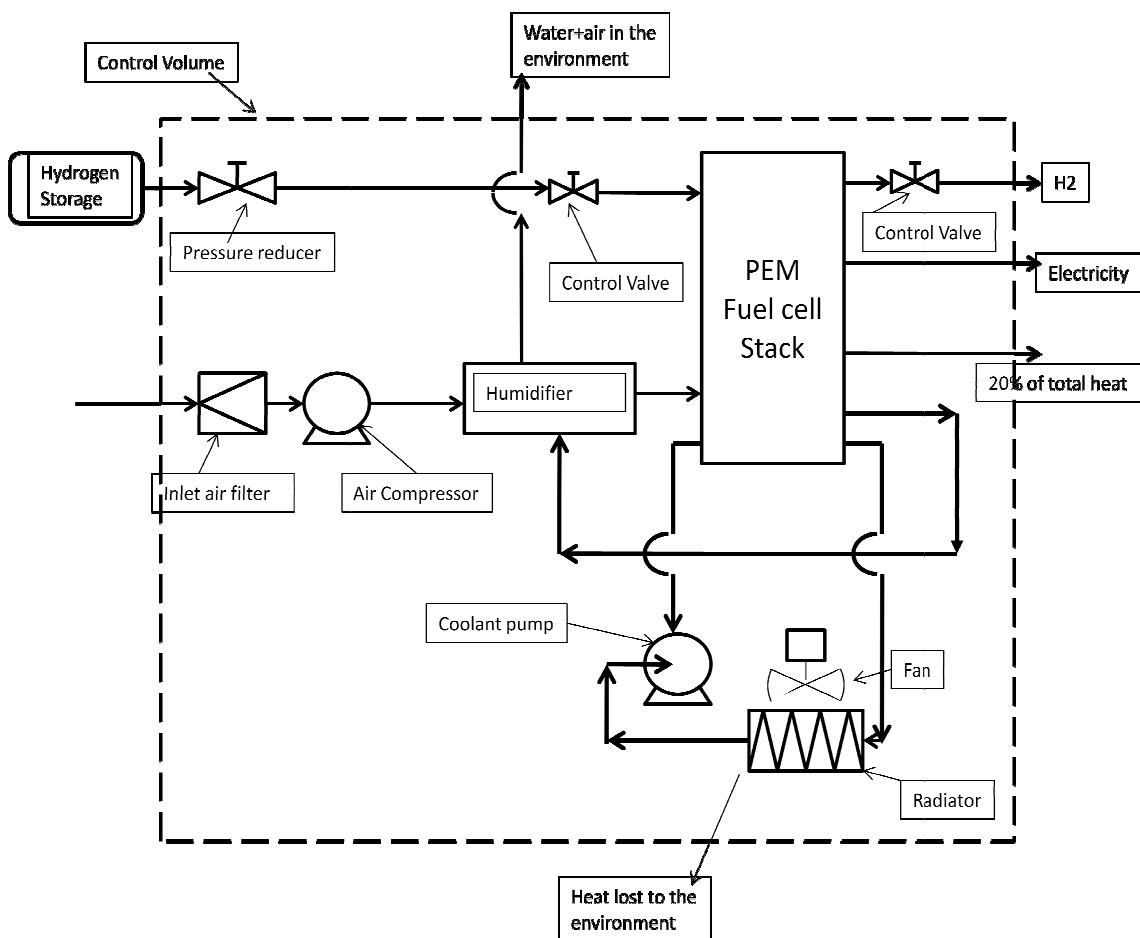 Water+air in the
environment
Control Volume
Hydrogen
Storage
H2
Pressure reducer
Control Valve
Control Valve
PEM
Fuel cell
Stack
Electricity
20% of total heat
Humidifier
Inlet air filter
Air Compressor
Coolant pump
Fan
Radiator
Heat lost to the
environment